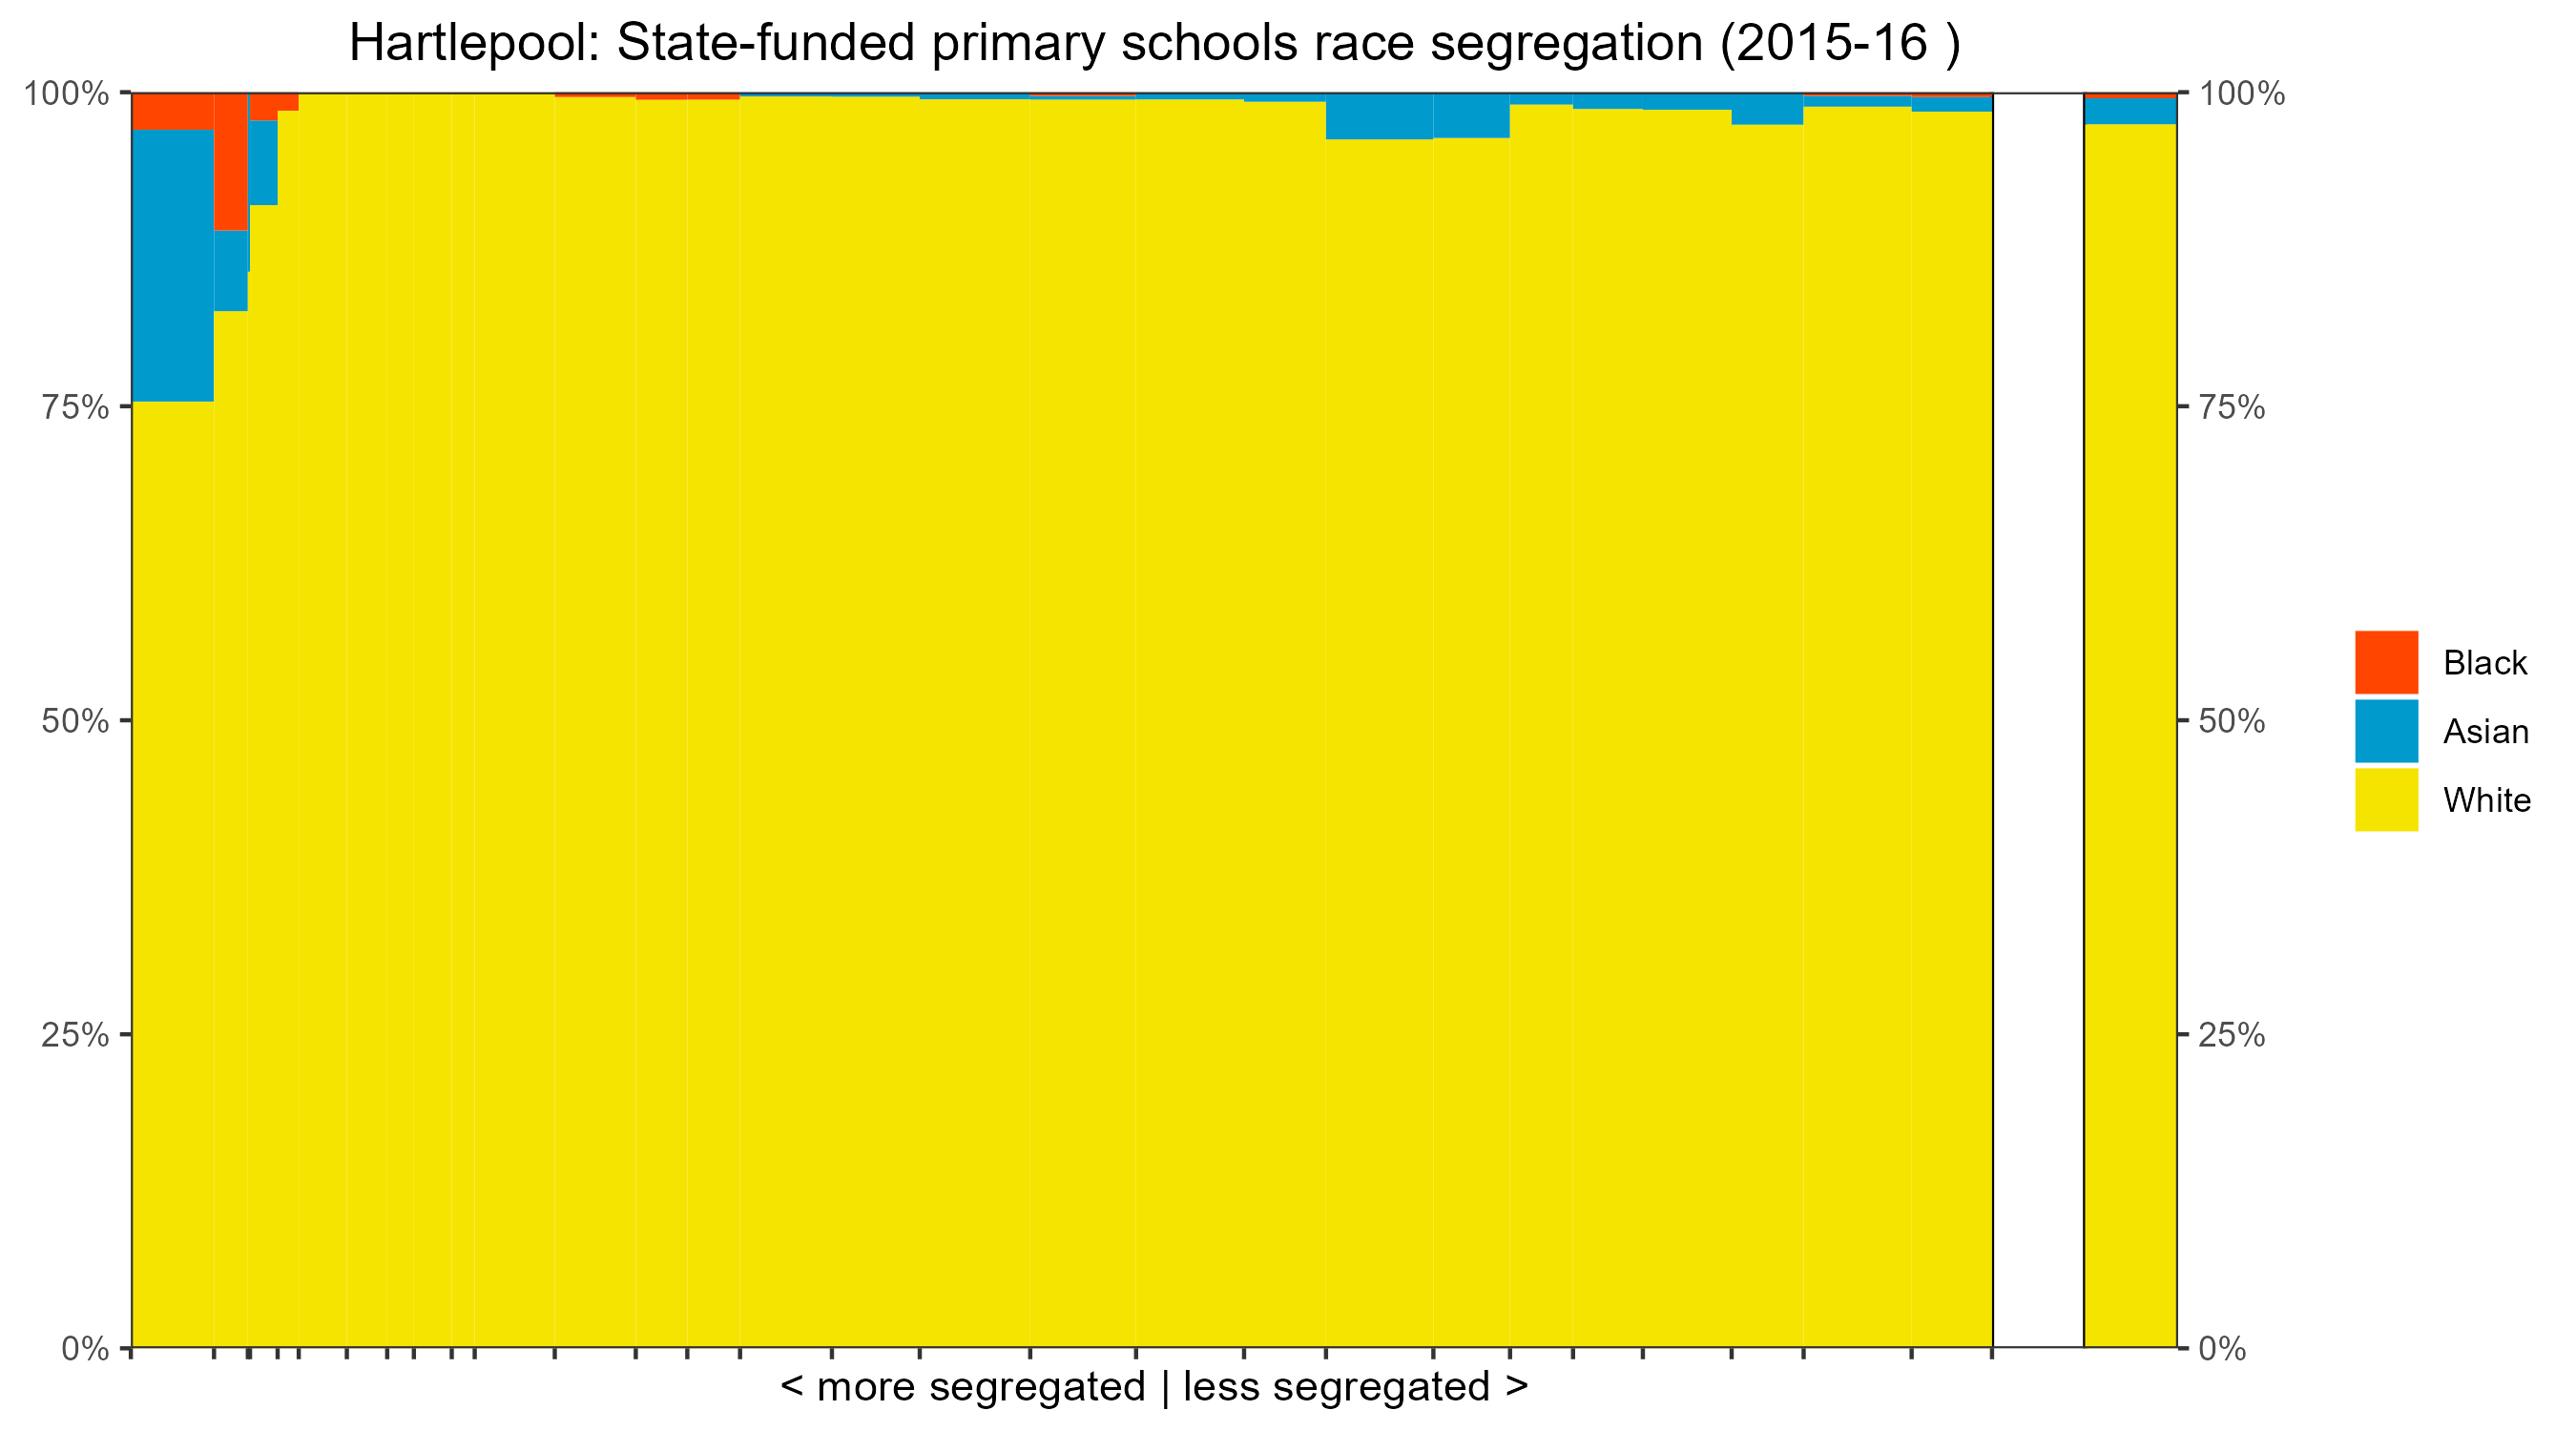 Hartlepool: State-funded primary schools race segregation (2015-16 )
100%
75%
50%
25%
0%
100%
75%
50%
25%
0%
Black
Asian
White
< more segregated | less segregated >